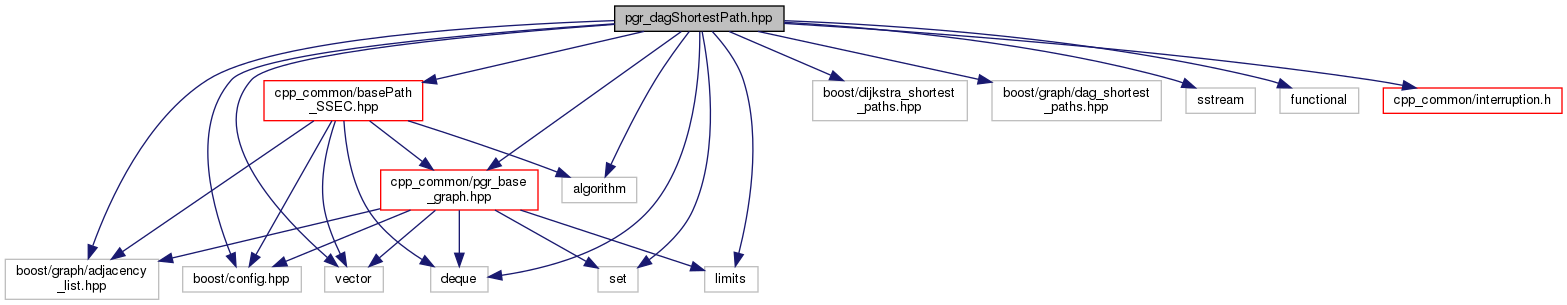 pgr_dagShortestPath.hpp
cpp_common/basePath
_SSEC.hpp
boost/dijkstra_shortest
_paths.hpp
boost/graph/dag_shortest
_paths.hpp
sstream
functional
cpp_common/interruption.h
cpp_common/pgr_base
_graph.hpp
algorithm
boost/graph/adjacency
_list.hpp
boost/config.hpp
vector
deque
set
limits